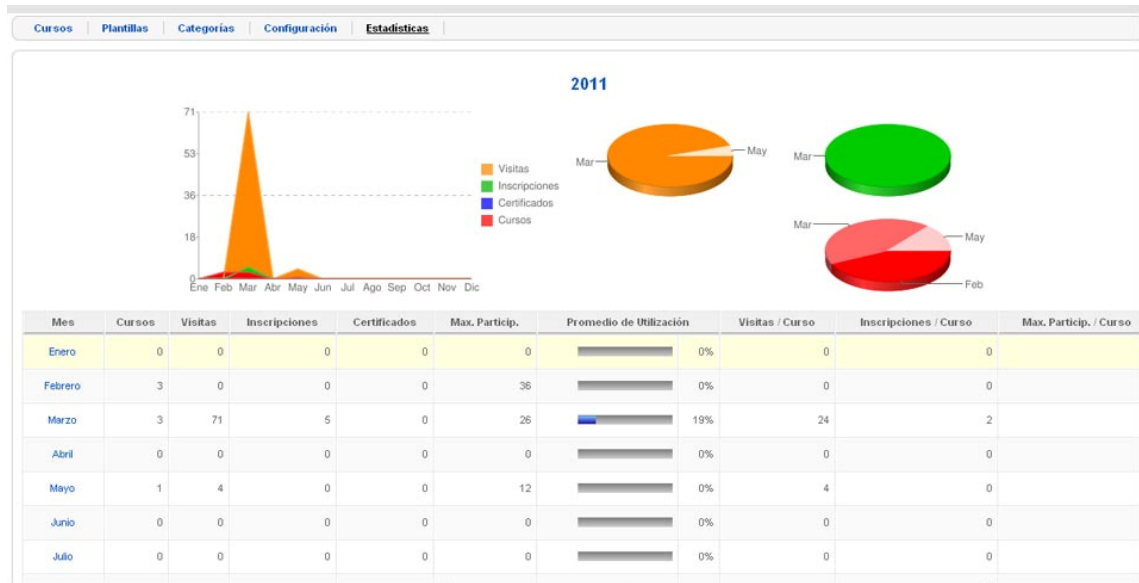 Cursos Plantillas Categorías Configuración Estadísticas
2011
71
53
36
18
0
Ene Feb Mar Abr May Jun Jul Ago Sep Oct Nov Dic
Visitas
Inscripciones
Certificados
Cursos
Mar May
Mar
Mar May
Feb
Mes Cursos Visitas Inscripciones Certificados Max. Particip. Promedio de Utilización Visitas / Curso Inscripciones / Curso Max. Particip. / Curso
Enero 0 0 0 0 0 0% 0 0
Febrero 3 0 0 0 36 0% 0 0
Marzo 3 71 5 0 26 19% 24 2
Abril 0 0 0 0 0 0% 0 0
Mayo 1 4 0 0 12 0% 4 0
Junio 0 0 0 0 0 0% 0 0
Julio 0 0 0 0 0 0% 0 0